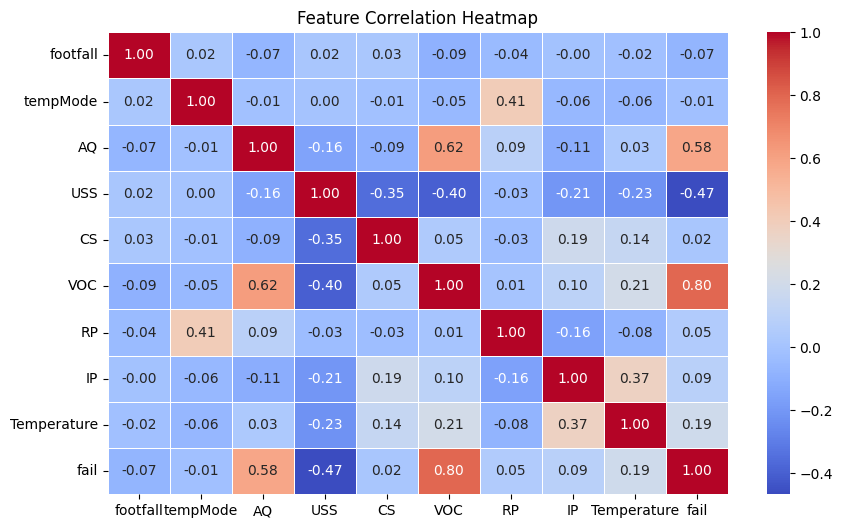 Feature Correlation Heatmap
footfall 1.00 0.02 -0.07 0.02 0.03 -0.09 -0.04 -0.00 -0.02 -0.07
tempMode 0.02 1.00 -0.01 0.00 -0.01 -0.05 0.41 -0.06 -0.06 -0.01
AQ -0.07 -0.01 1.00 -0.16 -0.09 0.62 0.09 -0.11 0.03 0.58
USS 0.02 0.00 -0.16 1.00 -0.35 -0.40 -0.03 -0.21 -0.23 -0.47
CS 0.03 -0.01 -0.09 -0.35 1.00 0.05 -0.03 0.19 0.14 0.02
VOC -0.09 -0.05 0.62 -0.40 0.05 1.00 0.01 0.10 0.21 0.80
RP -0.04 0.41 0.09 -0.03 -0.03 0.01 1.00 -0.16 -0.08 0.05
IP -0.00 -0.06 -0.11 -0.21 0.19 0.10 -0.16 1.00 0.37 0.09
Temperature -0.02 -0.06 0.03 -0.23 0.14 0.21 -0.08 0.37 1.00 0.19
fail -0.07 -0.01 0.58 -0.47 0.02 0.80 0.05 0.09 0.19 1.00
footfall tempMode AQ USS CS VOC RP IP Temperature fail
1.0
0.8
0.6
0.4
0.2
0.0
−0.2
−0.4